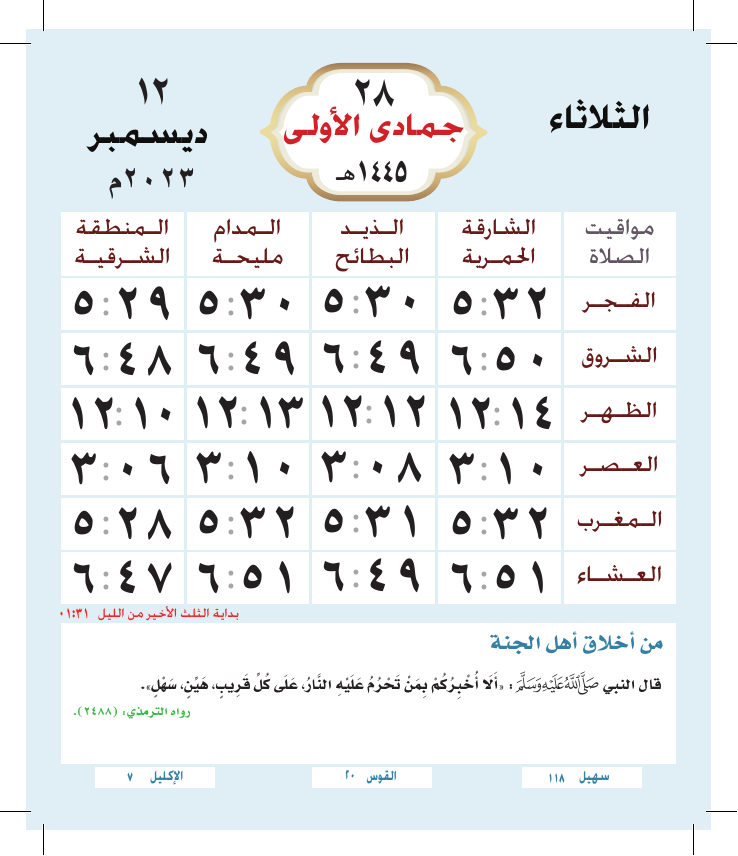 الثلاثاء
٢٨
جمادى الأولى
١٤٤٥هـ
١٢
ديسمبر
٢٠٢٣م
مواقيت الصلاة | الشارقة الحمرية | الذيد البطائح | المدام مليحة | المنطقة الشرقية
الفجر ٥:٣٢ ٥:٣٠ ٥:٣٠ ٥:٢٩
الشروق ٦:٥٠ ٦:٤٩ ٦:٤٩ ٦:٤٨
الظهر ١٢:١٤ ١٢:١٢ ١٢:١٣ ١٢:١٠
العصر ٣:١٠ ٣:٠٨ ٣:١٠ ٣:٠٦
المغرب ٥:٣٢ ٥:٣١ ٥:٣٢ ٥:٢٨
العشاء ٦:٥١ ٦:٤٩ ٦:٥١ ٦:٤٧
بداية الثلث الأخير من الليل ٠١:٣١
من أخلاق أهل الجنة
قال النبي صَلَّى اللَّهُ عَلَيْهِ وَسَلَّمَ: «أَلَا أُخْبِرُكُمْ بِمَنْ تَحْرُمُ عَلَيْهِ النَّارُ، عَلَى كُلِّ قَرِيبٍ، هَيِّنٍ، سَهْلٍ».
رواه الترمذي: (٢٤٨٨).
سهيل ١١٨
القوس ٢٠
الإكليل ٧